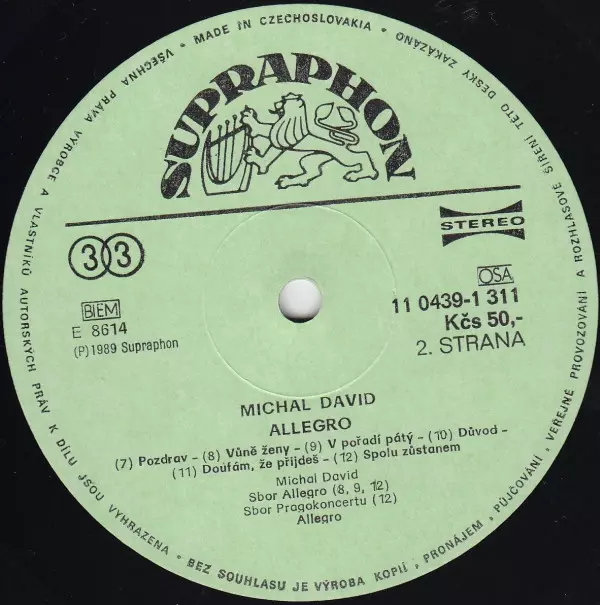 MADE IN CZECHOSLOVAKIA • VŠECHNA PRÁVA VÝROBCE A VLASTNÍKŮ AUTORSKÝCH PRÁV K DÍLU JSOU VYHRAZENA • BEZ SOUHLASU JE VÝROBA KOPIÍ, PRONÁJEM, PŮJČOVÁNÍ, VEŘEJNÉ PROVOZOVÁNÍ A ROZHLASOVÉ ŠÍŘENÍ TÉTO DESKY ZAKÁZÁNO •
SUPRAPHON
STEREO
33
BIEM
E 8614
(P)1989 Supraphon
OSA
11 0439-1 311
Kčs 50,-
2. STRANA
MICHAL DAVID
ALLEGRO
(7) Pozdrav - (8) Vůně ženy - (9) V pořadí pátý - (10) Důvod -
(11) Doufám, že přijdeš - (12) Spolu zůstanem
Michal David
Sbor Allegro (8, 9, 12)
Sbor Pragokoncertu (12)
Allegro